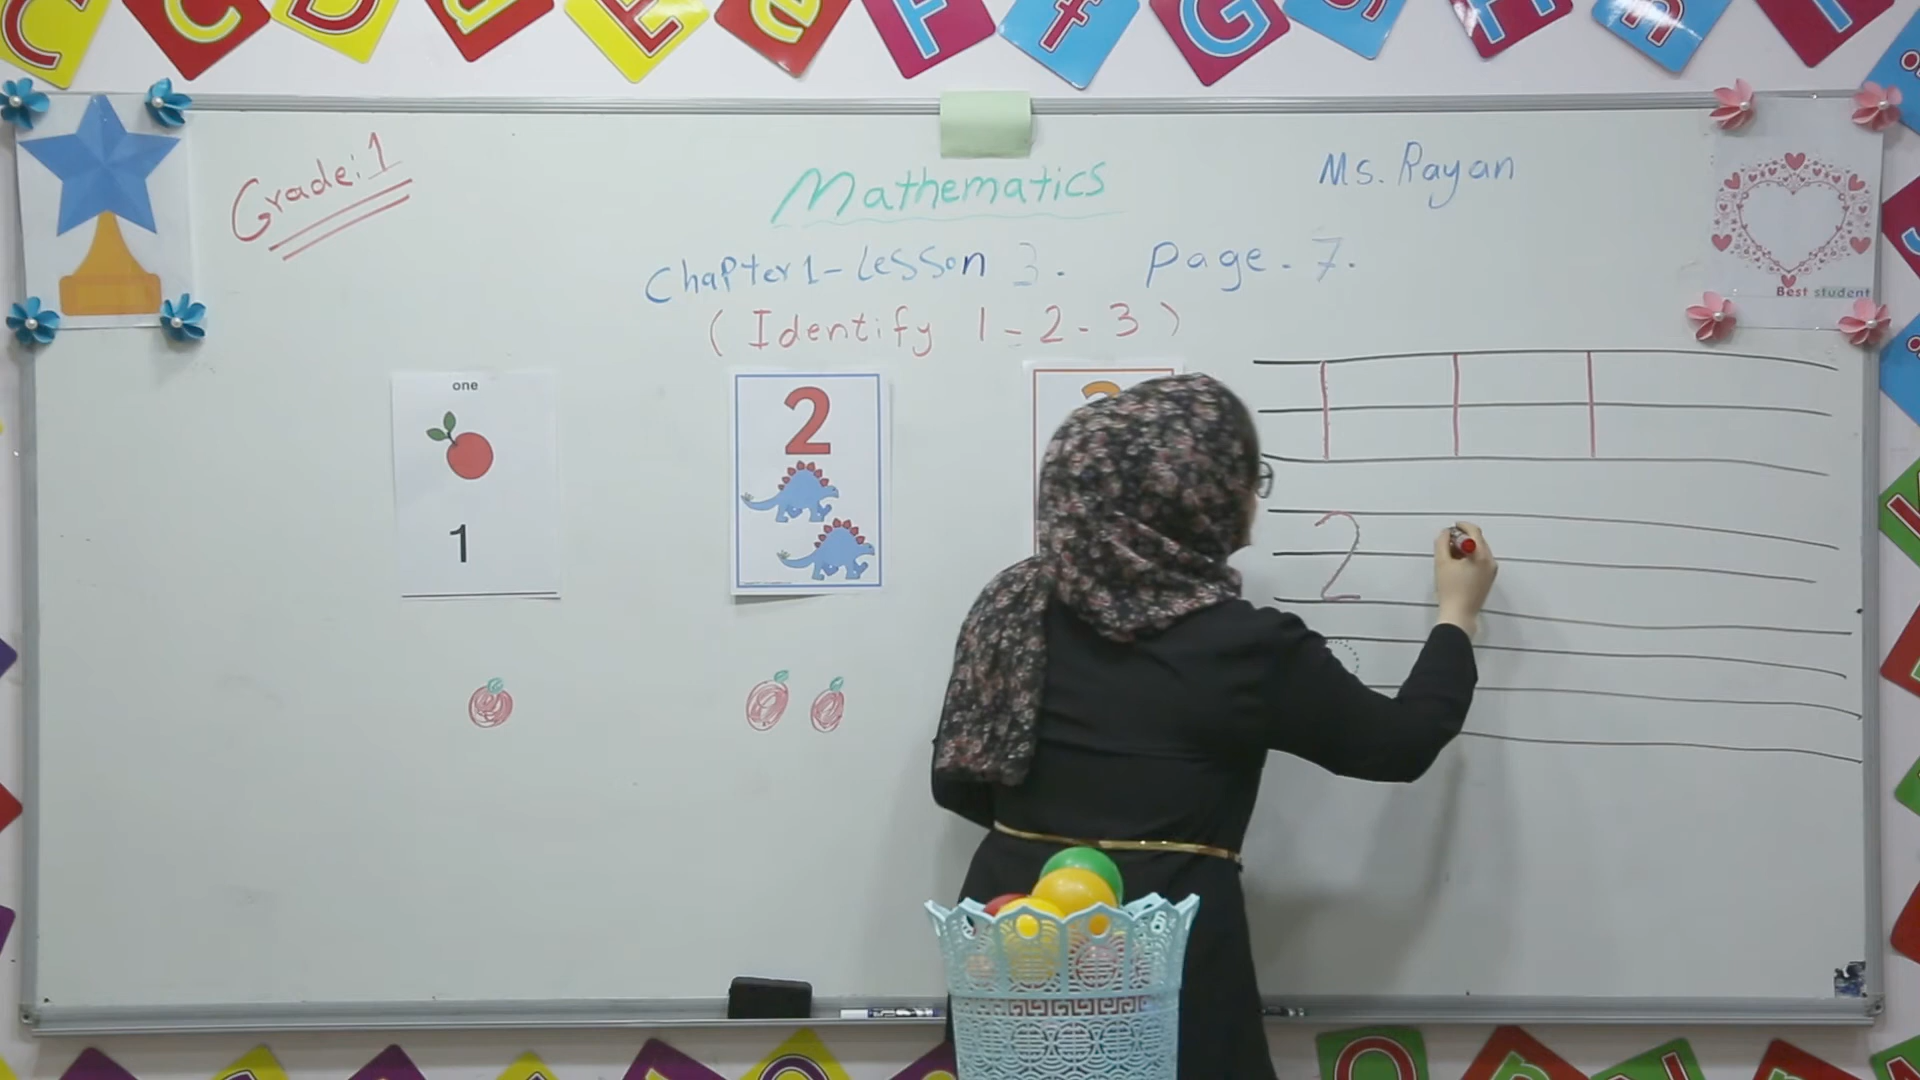 C c D d E e F f G g H h I
Grade: 1
Mathematics
Ms. Rayan
Chapter 1 - Lesson 3. Page. 7.
( Identify 1 - 2 - 3 )
Best student
one
1
2
2